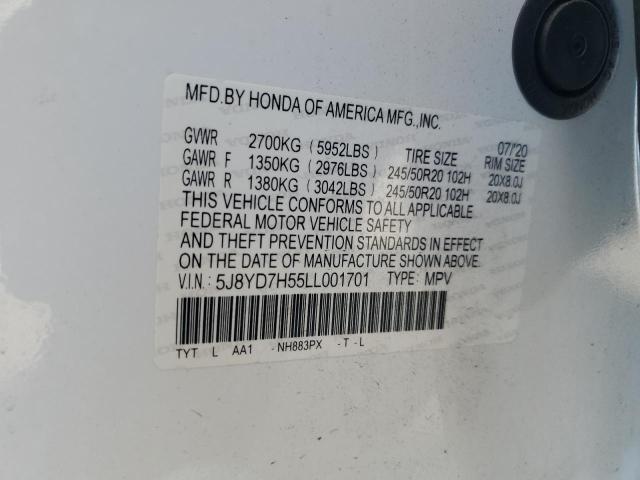 MFD.BY HONDA OF AMERICA MFG.,INC.
07/'20
GVWR 2700KG (5952LBS) TIRE SIZE RIM SIZE
GAWR F 1350KG (2976LBS) 245/50R20 102H 20X8.0J
GAWR R 1380KG (3042LBS) 245/50R20 102H 20X8.0J
THIS VEHICLE CONFORMS TO ALL APPLICABLE
FEDERAL MOTOR VEHICLE SAFETY
AND THEFT PREVENTION STANDARDS IN EFFECT
ON THE DATE OF MANUFACTURE SHOWN ABOVE.
V.I.N: 5J8YD7H55LL001701 TYPE: MPV
TYT L AA1 -NH883PX -T-L